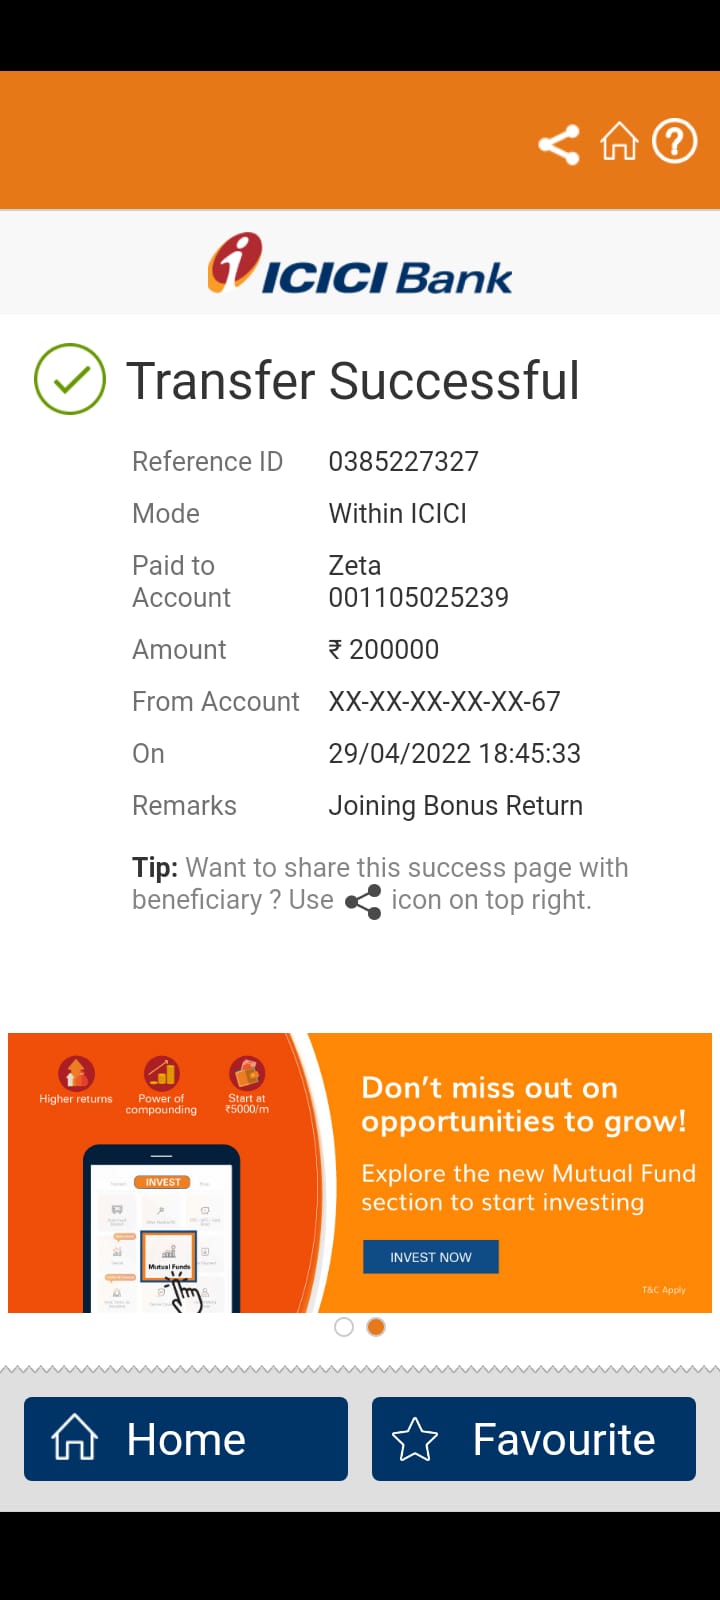 ICICI Bank
Transfer Successful
Reference ID 0385227327
Mode Within ICICI
Paid to Zeta
Account 001105025239
Amount ₹ 200000
From Account XX-XX-XX-XX-XX-67
On 29/04/2022 18:45:33
Remarks Joining Bonus Return
Tip: Want to share this success page with
beneficiary ? Use icon on top right.
Higher returns
Power of
compounding
Start at
₹5000/m
INVEST
Mutual Funds
Don't miss out on
opportunities to grow!
Explore the new Mutual Fund
section to start investing
INVEST NOW
T&C Apply
Home
Favourite